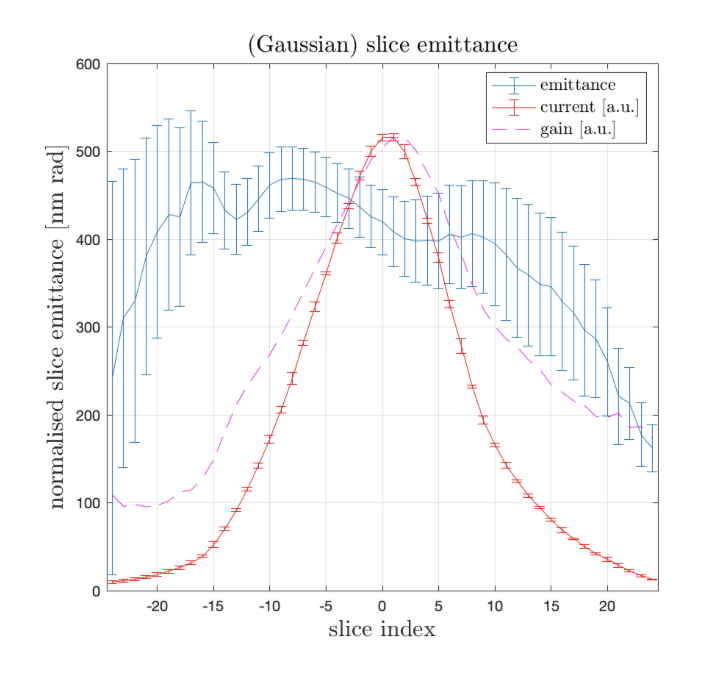 (Gaussian) slice emittance
emittance
current [a.u.]
gain [a.u.]
normalised slice emittance [nm rad]
600
500
400
300
200
100
0
-20 -15 -10 -5 0 5 10 15 20
slice index